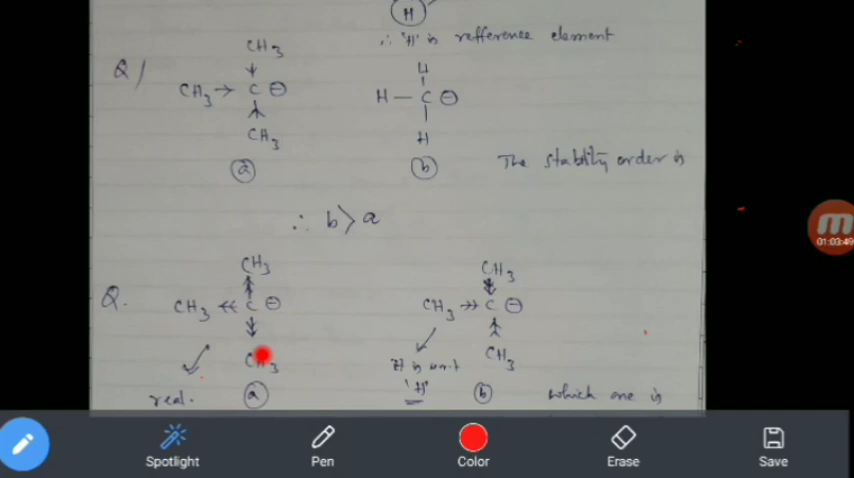 H
∴ 'H' is refference element
CH3
↓
Q/ CH3→ C ⊖
↑
CH3
(a)
H
H — C ⊖
H
(b)
The stability order is
∴ b > a
CH3
Q. CH3 ↞ C ⊖
CH3
real. (a)
CH3
CH3 ↠ C ⊖
CH3
'H'
(b)
which one is
01:03:49
Spotlight
Pen
Color
Erase
Save